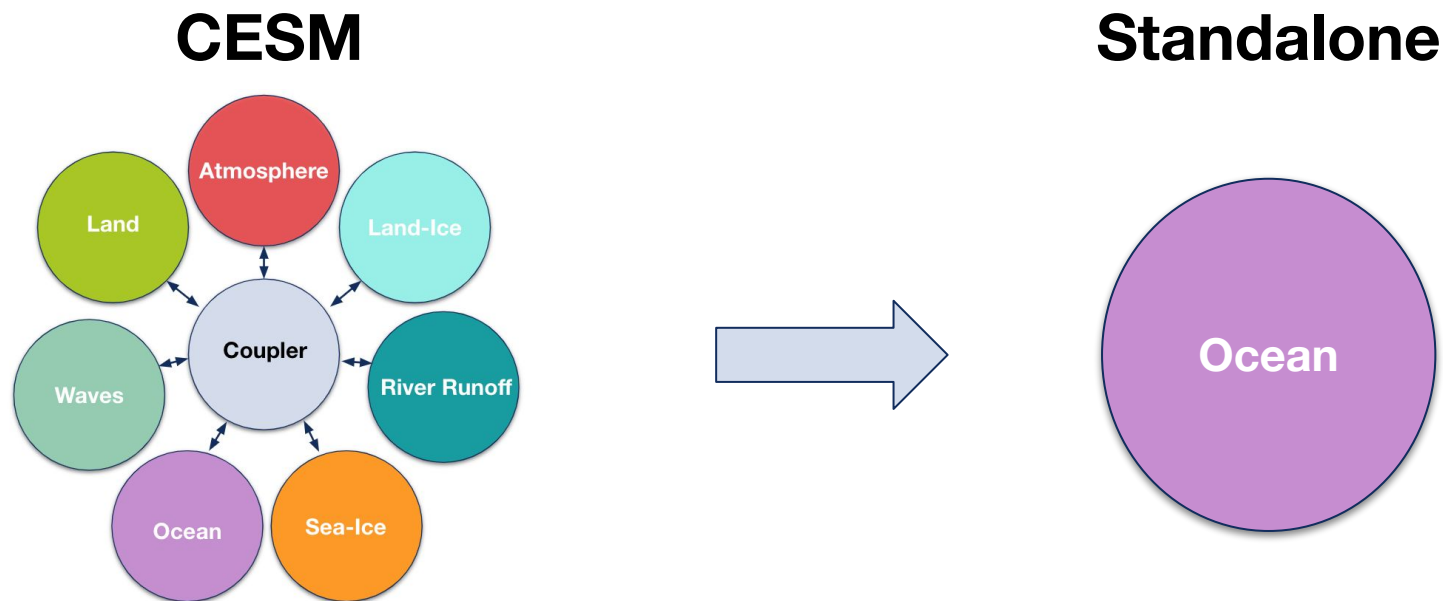 CESM
Standalone
Atmosphere
Land
Land-Ice
Coupler
Waves
River Runoff
Ocean
Sea-Ice
Ocean